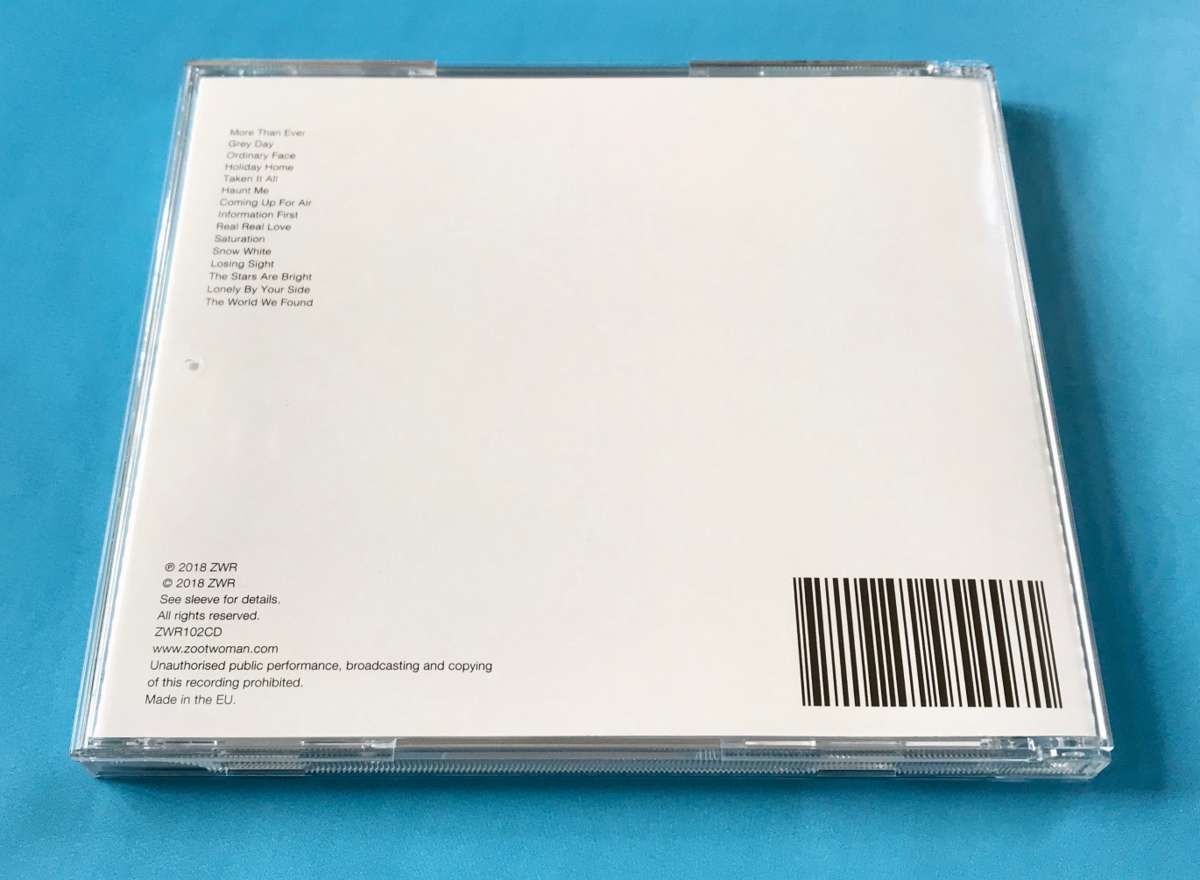 More Than Ever
Grey Day
Ordinary Face
Holiday Home
Taken It All
Haunt Me
Coming Up For Air
Information First
Real Real Love
Saturation
Snow White
Losing Sight
The Stars Are Bright
Lonely By Your Side
The World We Found
℗ 2018 ZWR
© 2018 ZWR
See sleeve for details.
All rights reserved.
ZWR102CD
www.zootwoman.com
Unauthorised public performance, broadcasting and copying
of this recording prohibited.
Made in the EU.